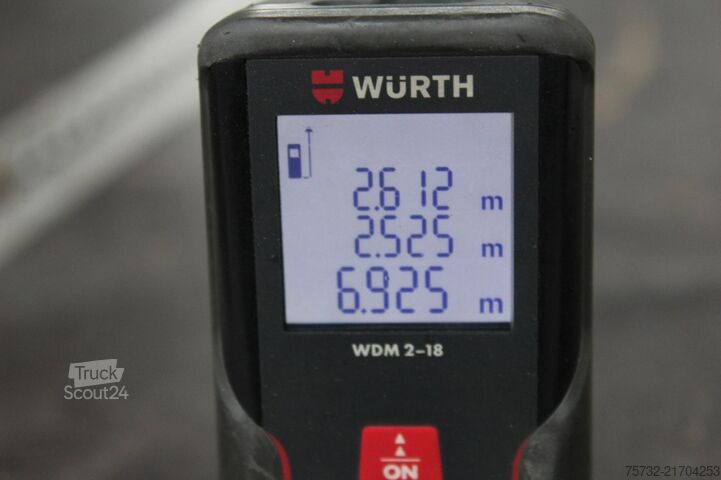 WÜRTH
2.612 m
2.525 m
6.925 m
WDM 2-18
ON
Truck
Scout24
75732-21704253